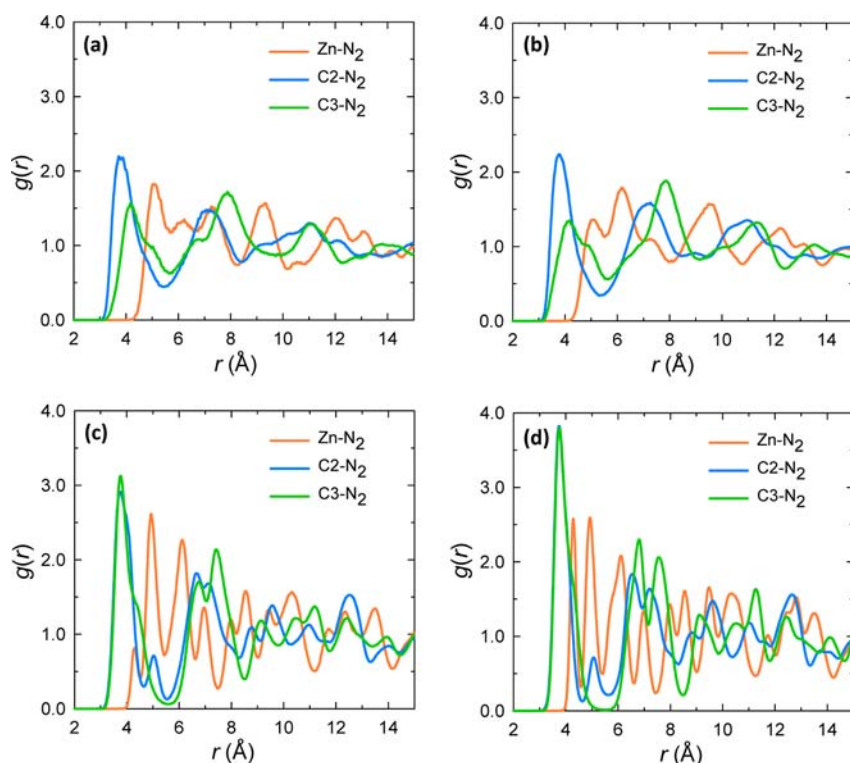 (a)
Zn-N2
C2-N2
C3-N2
4.0
3.0
2.0
1.0
0.0
g(r)
2 4 6 8 10 12 14
r (Å)
(b)
Zn-N2
C2-N2
C3-N2
4.0
3.0
2.0
1.0
0.0
g(r)
2 4 6 8 10 12 14
r (Å)
(c)
Zn-N2
C2-N2
C3-N2
4.0
3.0
2.0
1.0
0.0
g(r)
2 4 6 8 10 12 14
r (Å)
(d)
Zn-N2
C2-N2
C3-N2
4.0
3.0
2.0
1.0
0.0
g(r)
2 4 6 8 10 12 14
r (Å)